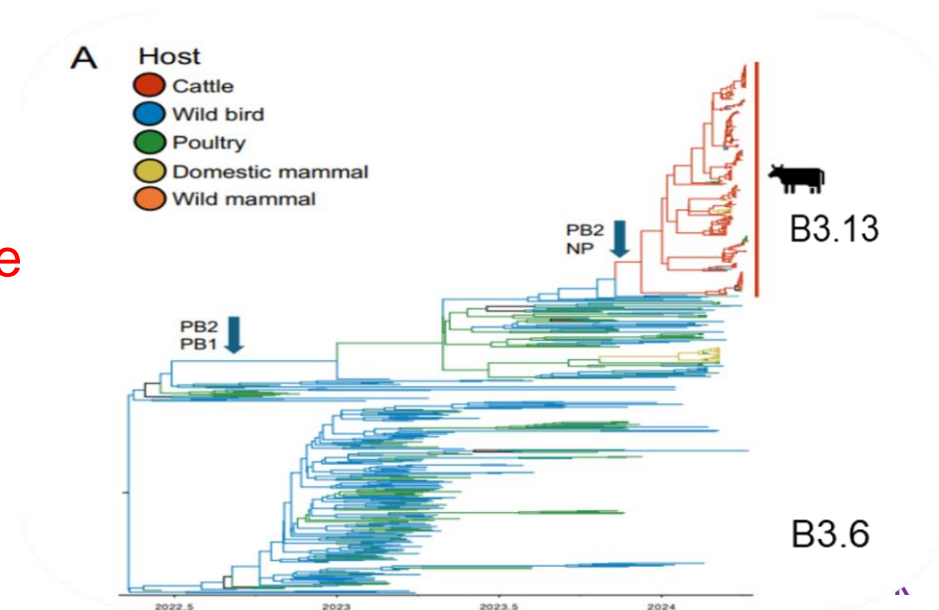 A
Host
Cattle
Wild bird
Poultry
Domestic mammal
Wild mammal
e
PB2
NP
B3.13
PB2
PB1
B3.6
2022.5
2023
2023.5
2024